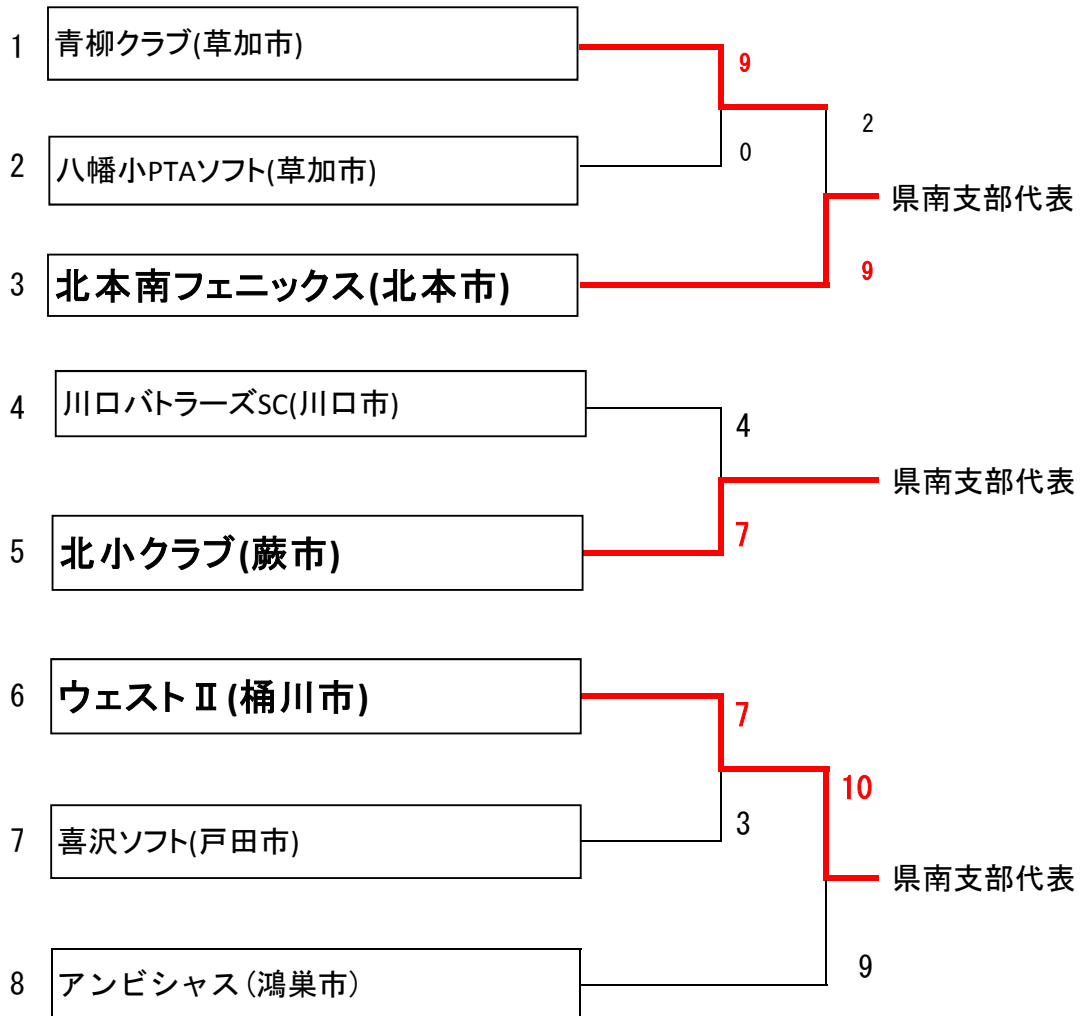 1 青柳クラブ(草加市)
9
2
0
2 八幡小PTAソフト(草加市)
県南支部代表
3 北本南フェニックス(北本市)
9
4 川口バトラーズSC(川口市)
4
県南支部代表
7
5 北小クラブ(蕨市)
6 ウェストⅡ(桶川市)
7
10
3
7 喜沢ソフト(戸田市)
県南支部代表
9
8 アンビシャス(鴻巣市)